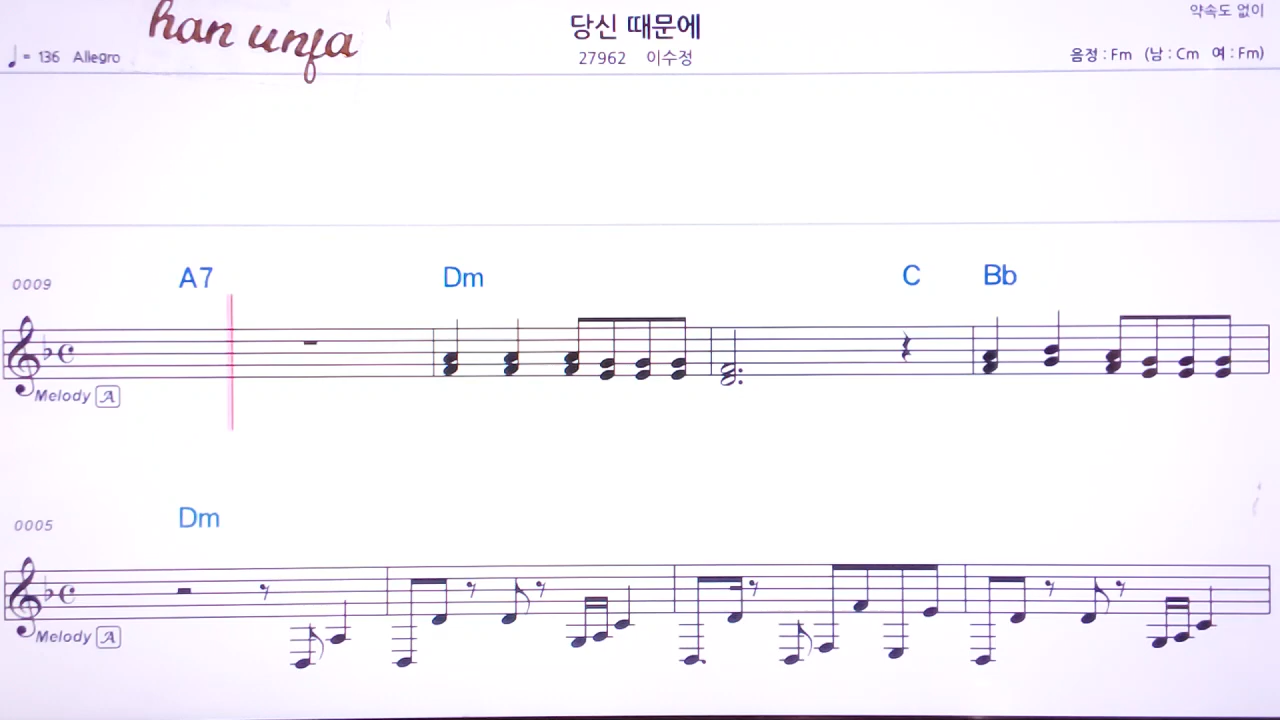 han unfa
당신 때문에
약속도 없이
♩ = 136 Allegro
27962 이수정
음정 : Fm (남 : Cm 여 : Fm)
0009
A7 Dm C Bb
Melody A
0005
Dm
Melody A